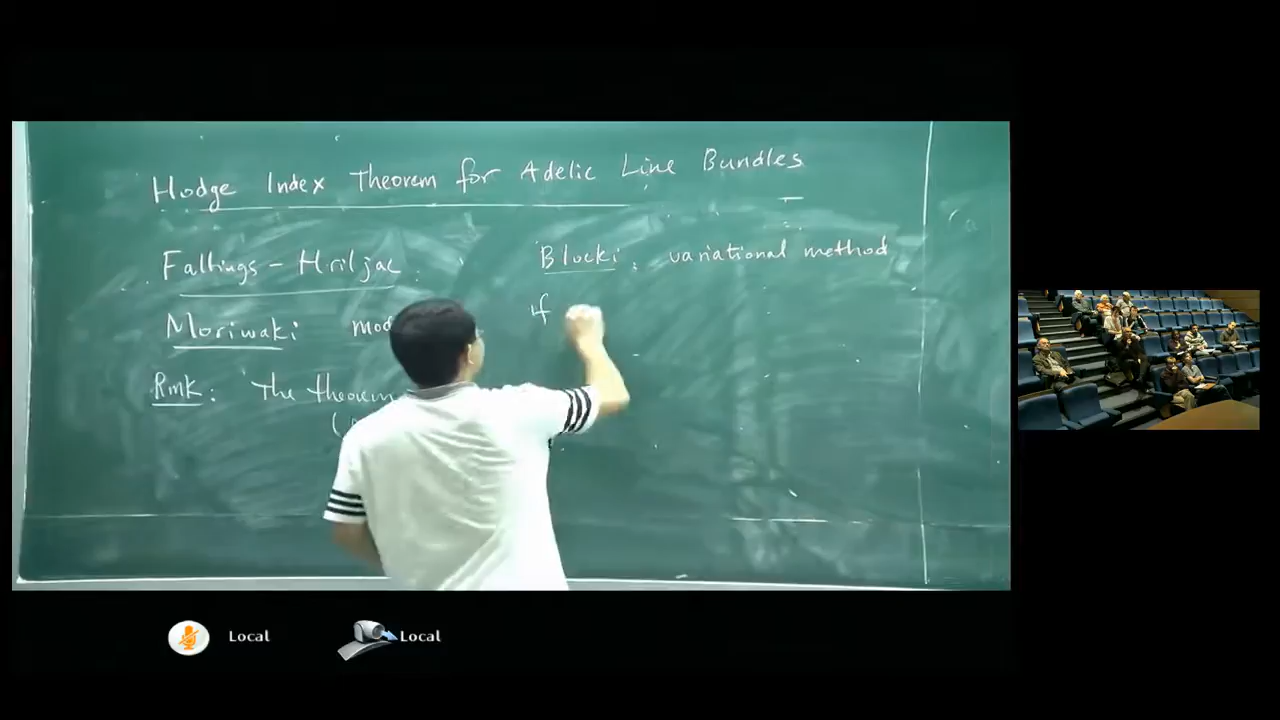 Hodge Index Theorem for Adelic Line Bundles
Faltings - Hriljac
Moriwaki mod
Rmk: The theorem
(
Blocki: variational method
if
Local
Local